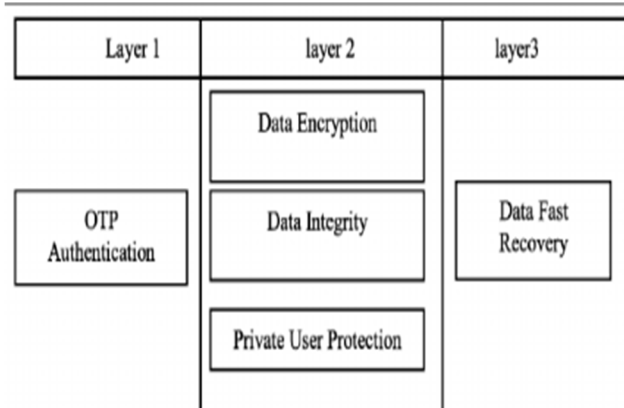 Layer 1
layer 2
layer3
Data Encryption
OTP
Authentication
Data Integrity
Data Fast
Recovery
Private User Protection